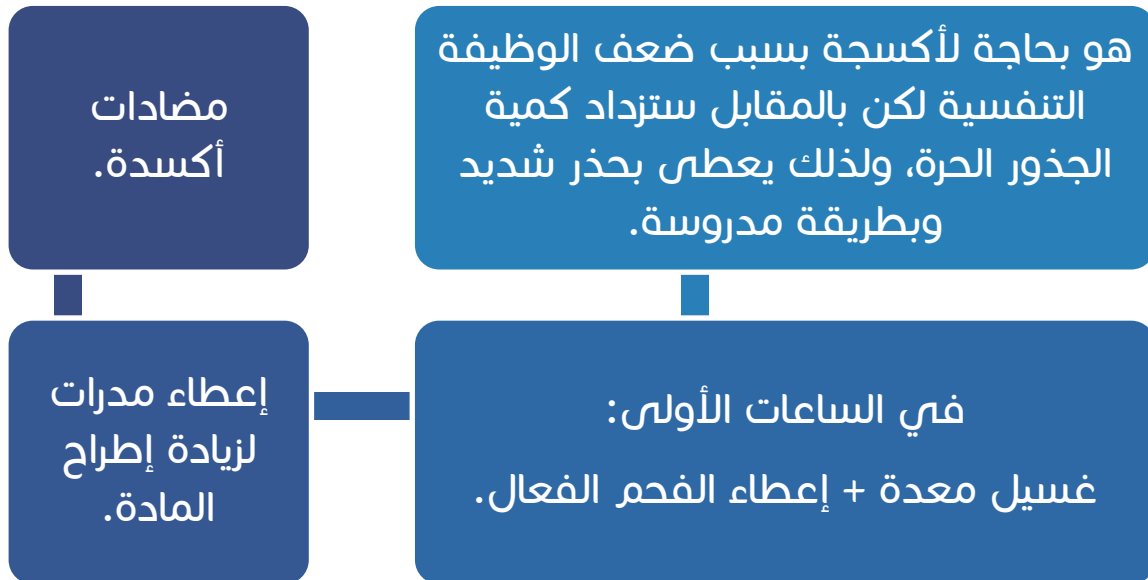 هو بحاجة لأكسجة بسبب ضعف الوظيفة
التنفسية لكن بالمقابل ستزداد كمية
الجذور الحرة، ولذلك يعطى بحذر شديد
وبطريقة مدروسة.
في الساعات الأولى:
غسيل معدة + إعطاء الفحم الفعال.
إعطاء مدرات
لزيادة إطراح
المادة.
مضادات
أكسدة.